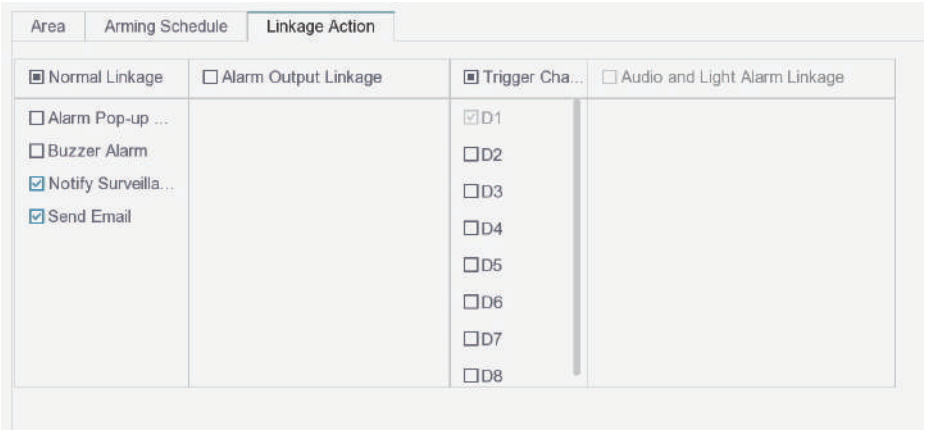 Area Arming Schedule Linkage Action
Normal Linkage Alarm Output Linkage Trigger Cha... Audio and Light Alarm Linkage
Alarm Pop-up ... D1
Buzzer Alarm D2
Notify Surveilla... D3
Send Email D4
D5
D6
D7
D8